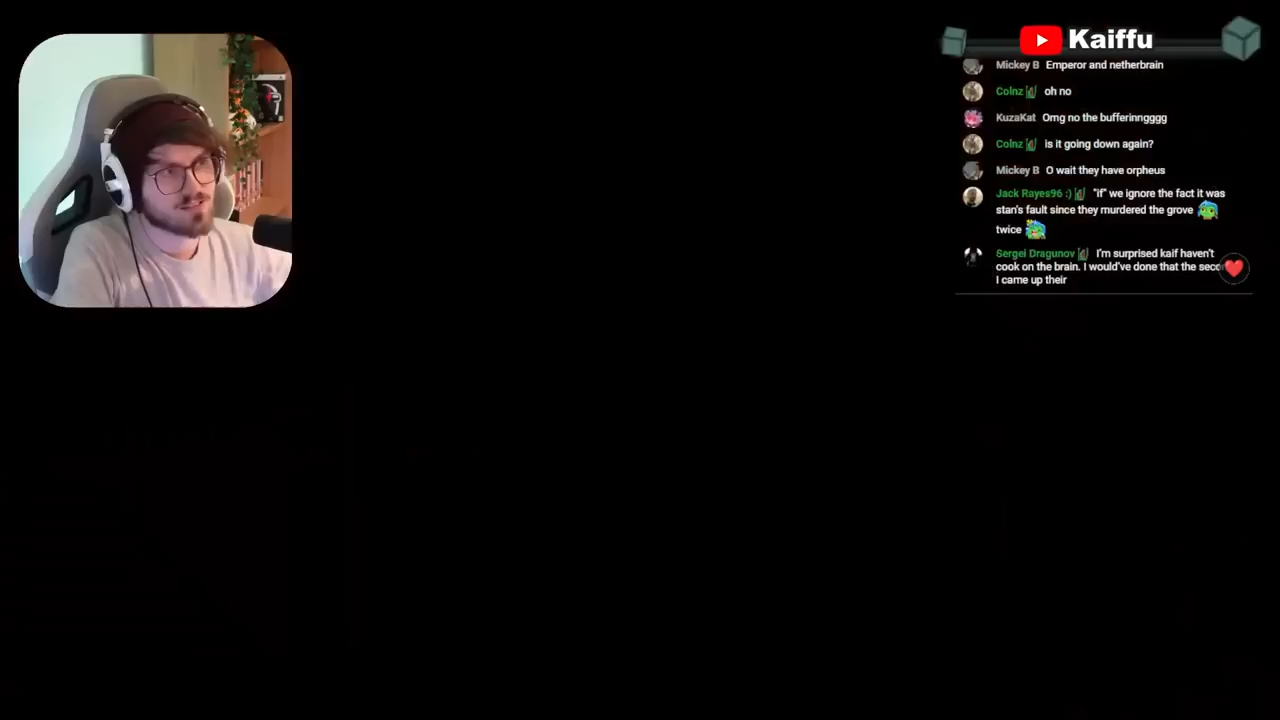 Kaiffu
Mickey B Emperor and netherbrain
Colnz oh no
KuzaKat Omg no the bufferinngggg
Colnz Is it going down again?
Mickey B O wait they have orpheus
Jack Rayes96 :) "if" we ignore the fact it was
stan's fault since they murdered the grove
twice
Sergei Dragunov I'm surprised kaif haven't
cook on the brain. I would've done that the
I came up their